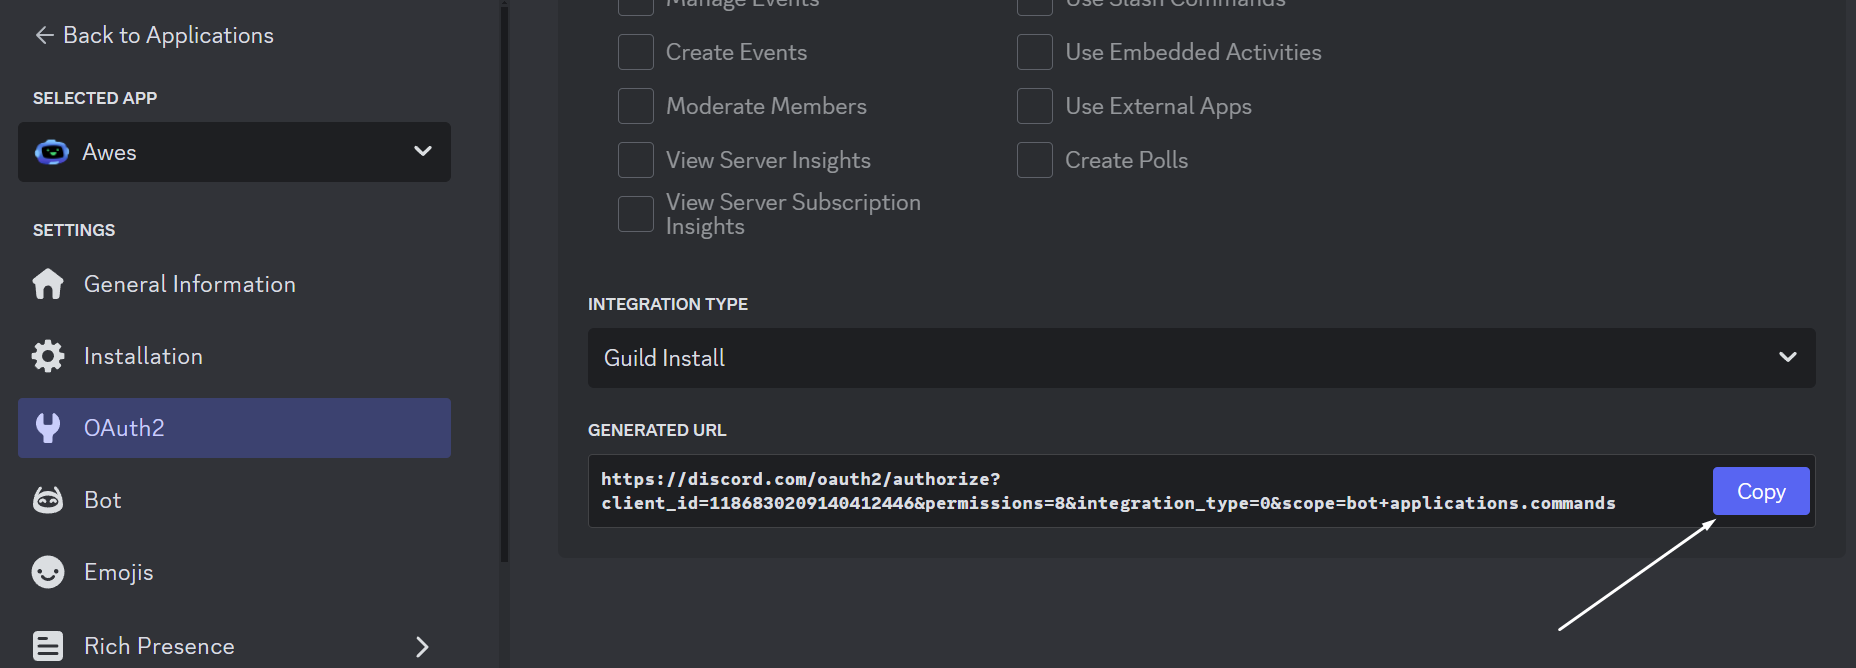 Back to Applications
SELECTED APP
Awes
SETTINGS
General Information
Installation
OAuth2
Bot
Emojis
Rich Presence
Manage Events
Use Slash Commands
Create Events
Use Embedded Activities
Moderate Members
Use External Apps
View Server Insights
Create Polls
View Server Subscription
Insights
INTEGRATION TYPE
Guild Install
GENERATED URL
https://discord.com/oauth2/authorize?
client_id=1186830209140412446&permissions=8&integration_type=0&scope=bot+applications.commands
Copy